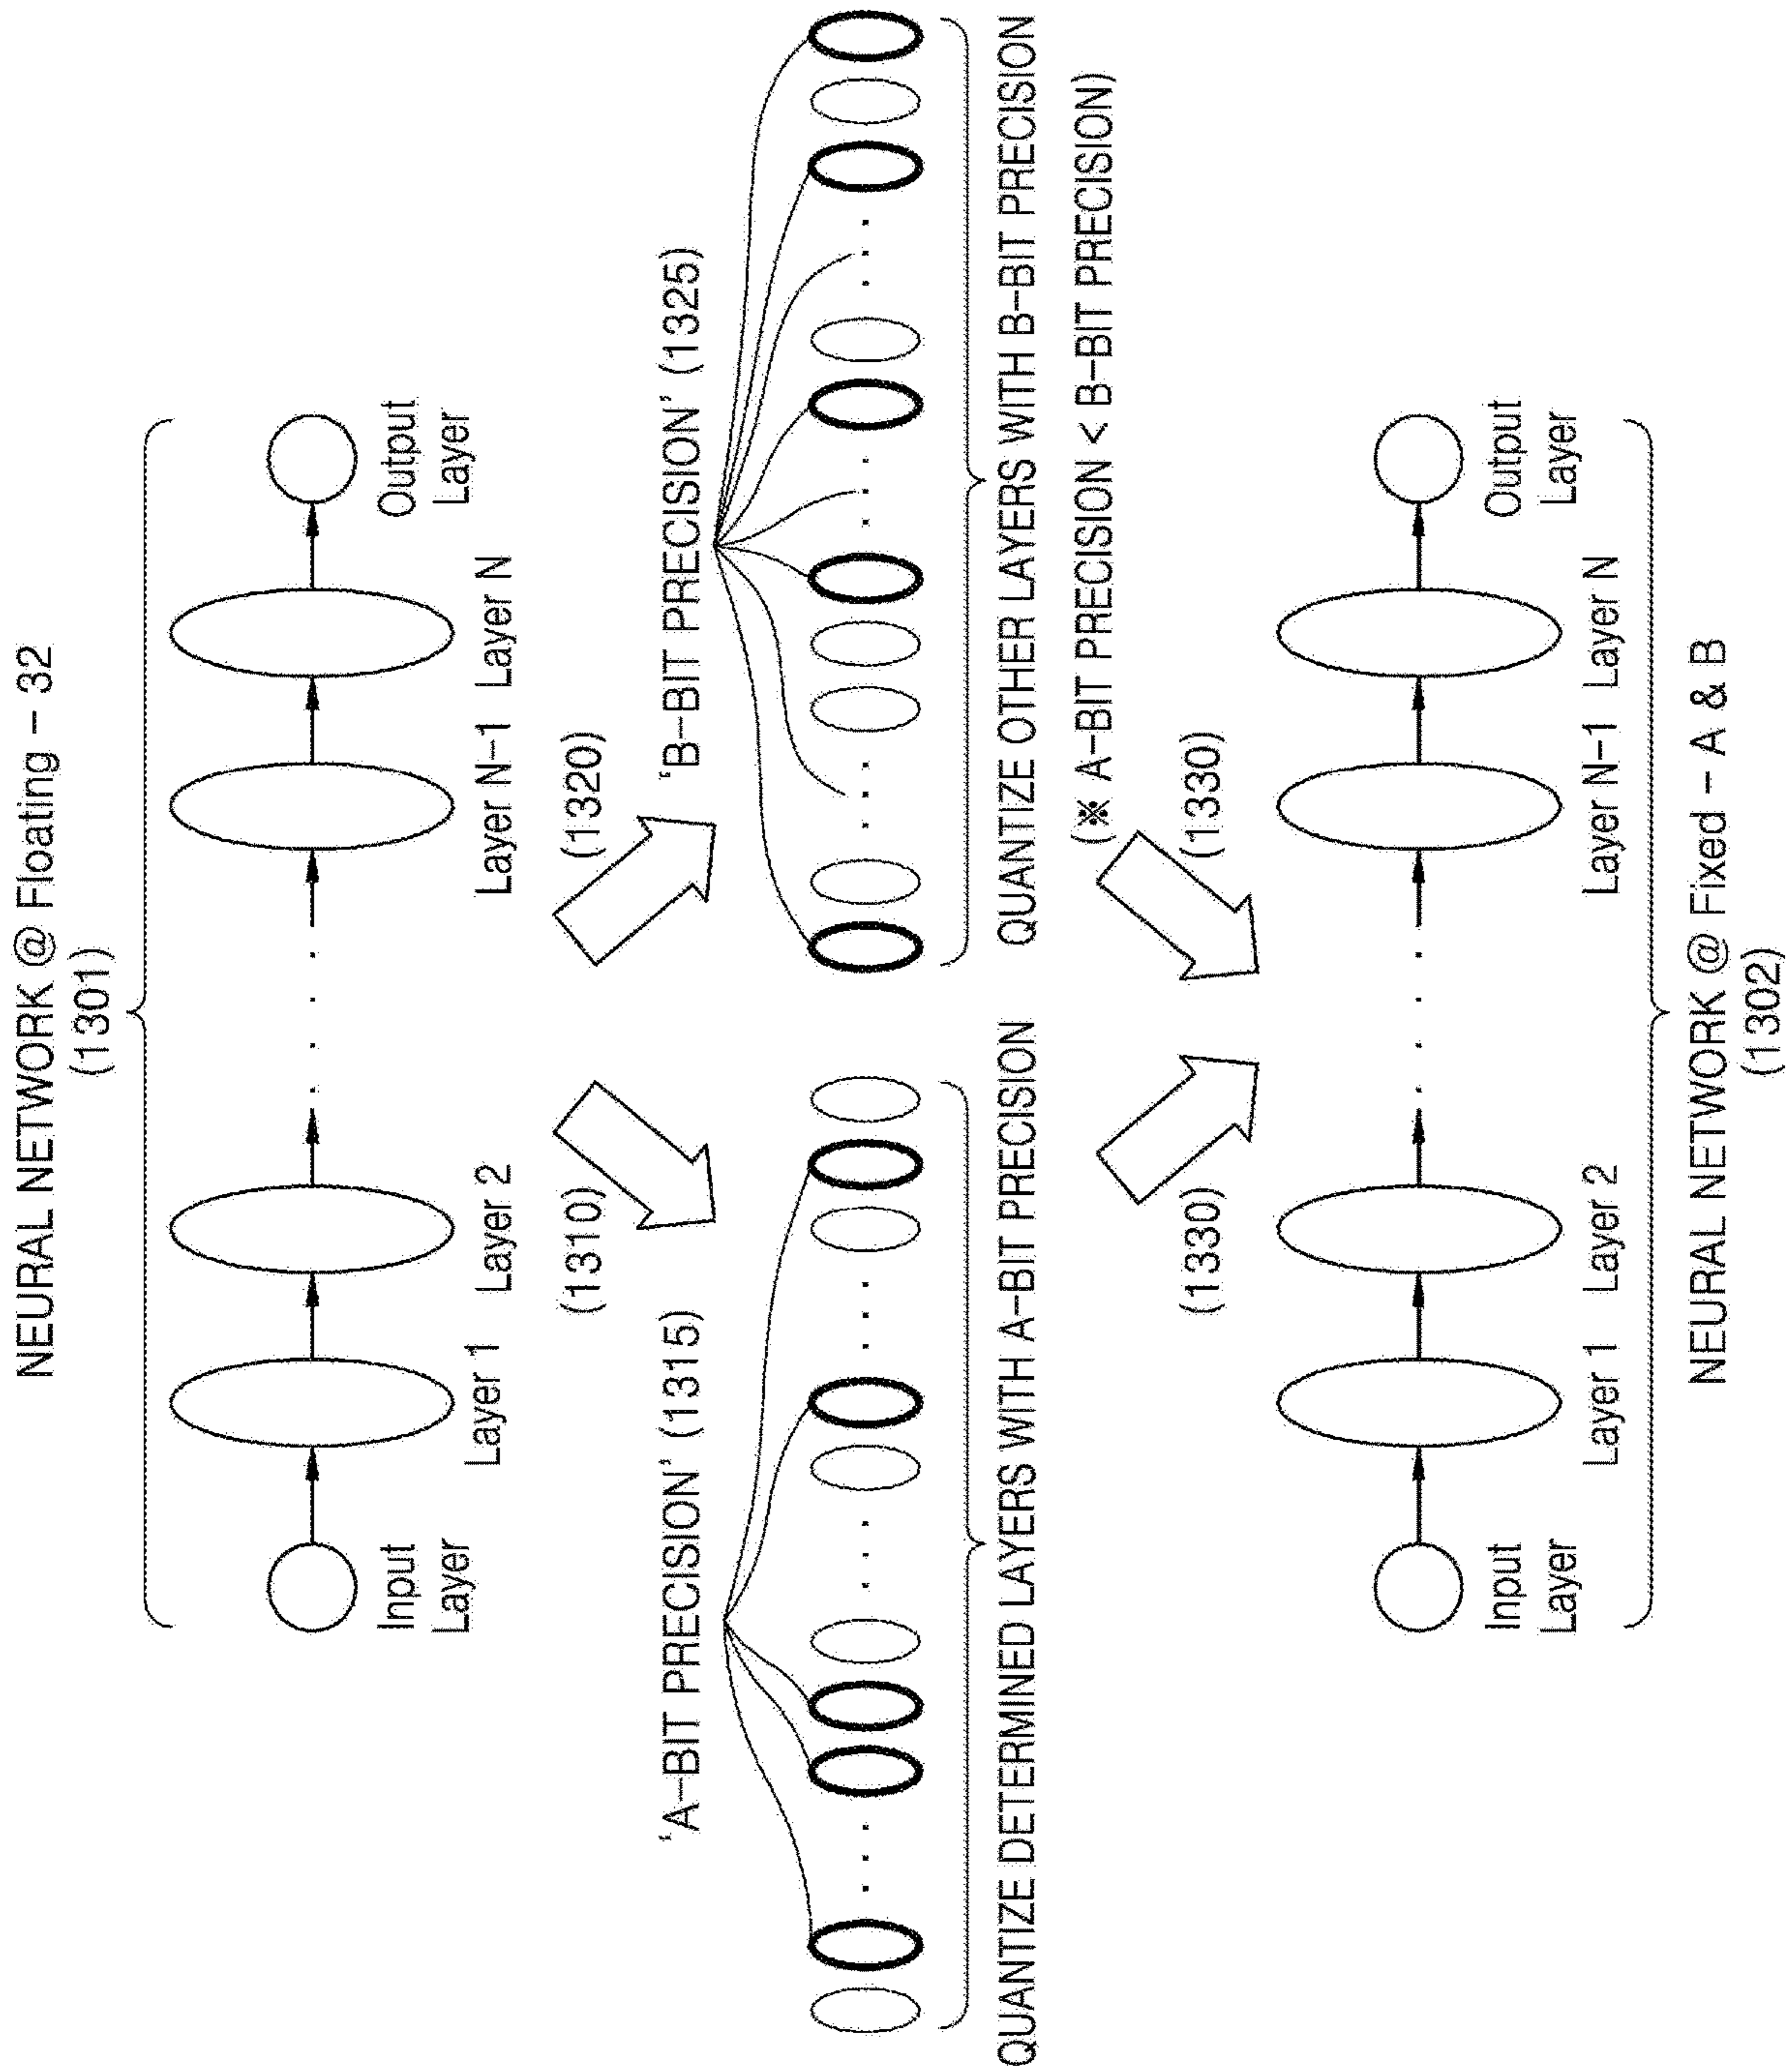 NEURAL NETWORK @ Floating – 32
(1301)
Input
Layer
Layer 1
Layer 2
Layer N-1
Layer N
Output
Layer
(1310)
(1320)
'A-BIT PRECISION' (1315)
'B-BIT PRECISION' (1325)
QUANTIZE DETERMINED LAYERS WITH A-BIT PRECISION
QUANTIZE OTHER LAYERS WITH B-BIT PRECISION
(※ A-BIT PRECISION < B-BIT PRECISION)
(1330)
(1330)
Input
Layer
Layer 1
Layer 2
Layer N-1
Layer N
Output
Layer
NEURAL NETWORK @ Fixed – A & B
(1302)